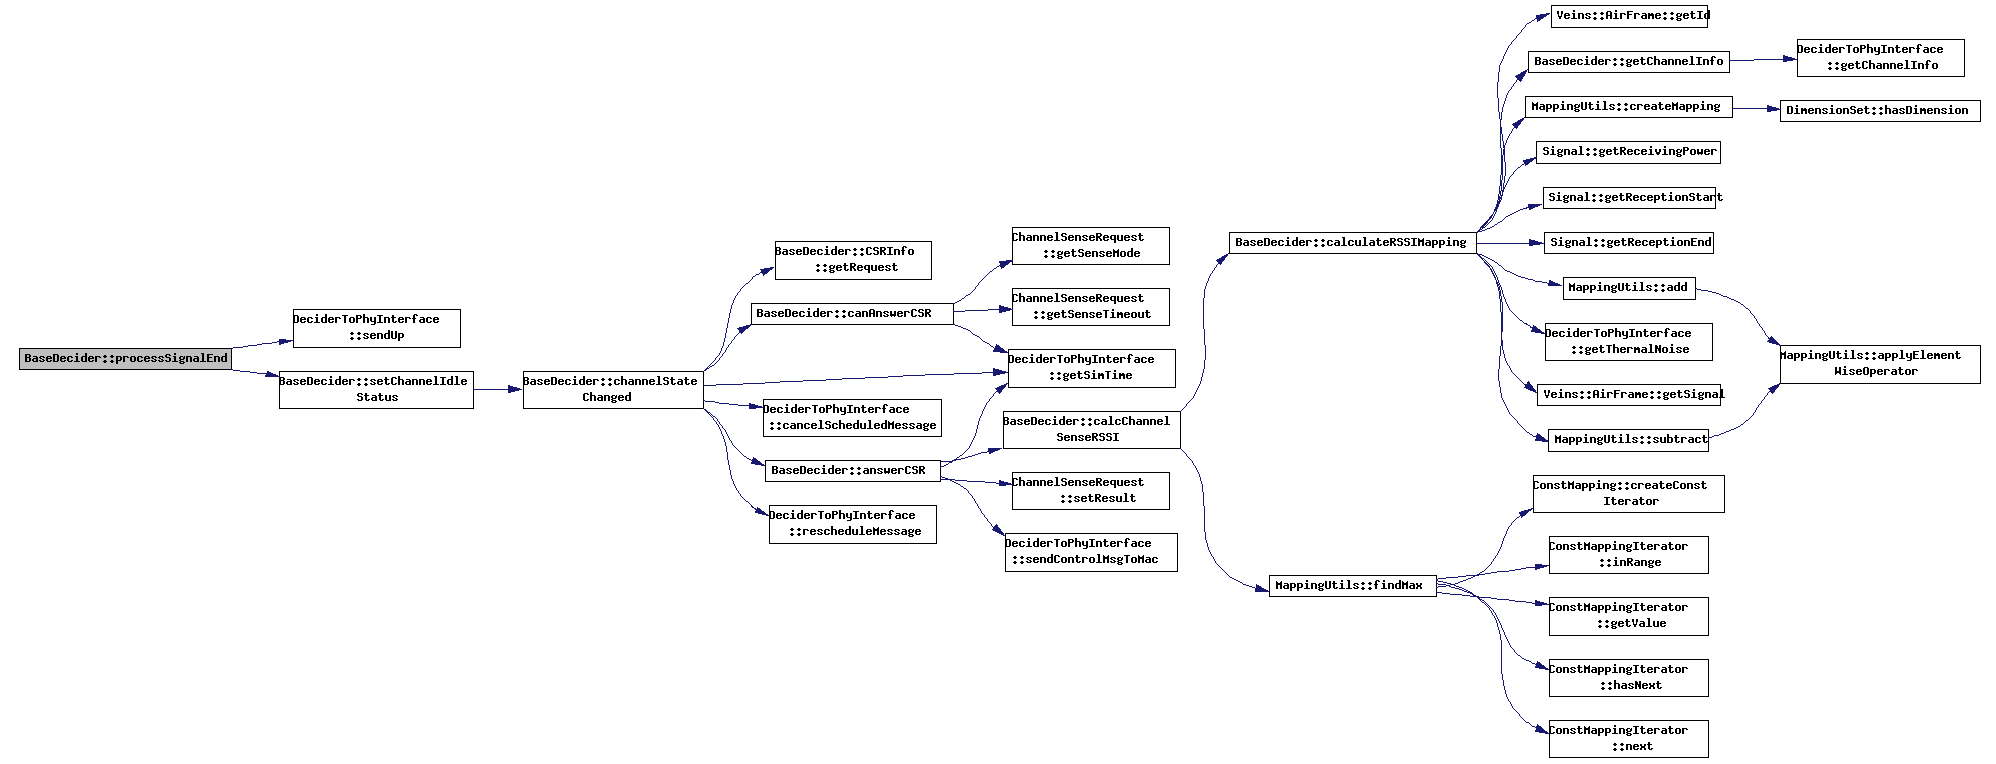 BaseDecider::processSignalEnd
DeciderToPhyInterface
::sendUp
BaseDecider::setChannelIdle
Status
BaseDecider::channelState
Changed
BaseDecider::CSRInfo
::getRequest
BaseDecider::canAnswerCSR
DeciderToPhyInterface
::cancelScheduledMessage
BaseDecider::answerCSR
DeciderToPhyInterface
::rescheduleMessage
ChannelSenseRequest
::getSenseMode
ChannelSenseRequest
::getSenseTimeout
DeciderToPhyInterface
::getSimTime
BaseDecider::calcChannel
SenseRSSI
ChannelSenseRequest
::setResult
DeciderToPhyInterface
::sendControlMsgToMac
BaseDecider::calculateRSSIMapping
MappingUtils::findMax
Veins::AirFrame::getId
BaseDecider::getChannelInfo
MappingUtils::createMapping
Signal::getReceivingPower
Signal::getReceptionStart
Signal::getReceptionEnd
MappingUtils::add
DeciderToPhyInterface
::getThermalNoise
Veins::AirFrame::getSignal
MappingUtils::subtract
ConstMapping::createConst
Iterator
ConstMappingIterator
::inRange
ConstMappingIterator
::getValue
ConstMappingIterator
::hasNext
ConstMappingIterator
::next
DeciderToPhyInterface
::getChannelInfo
DimensionSet::hasDimension
MappingUtils::applyElement
WiseOperator